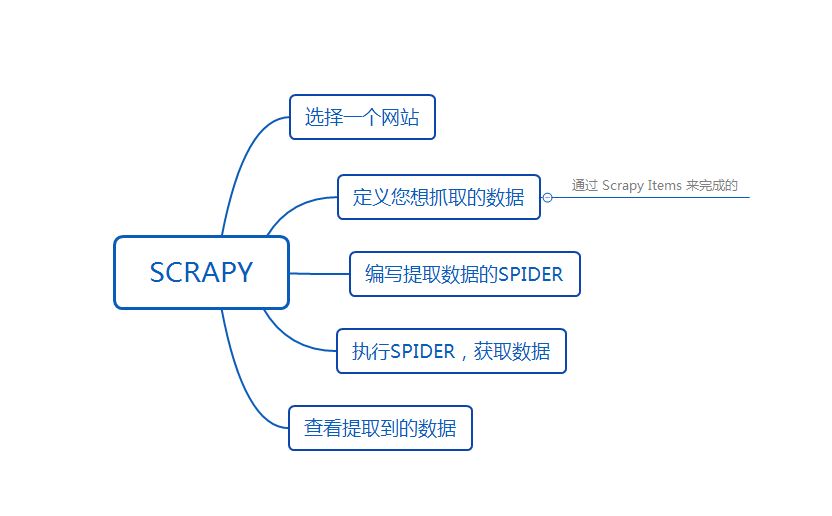 选择一个网站
定义您想抓取的数据
通过 Scrapy Items 来完成的
SCRAPY
编写提取数据的SPIDER
执行SPIDER，获取数据
查看提取到的数据